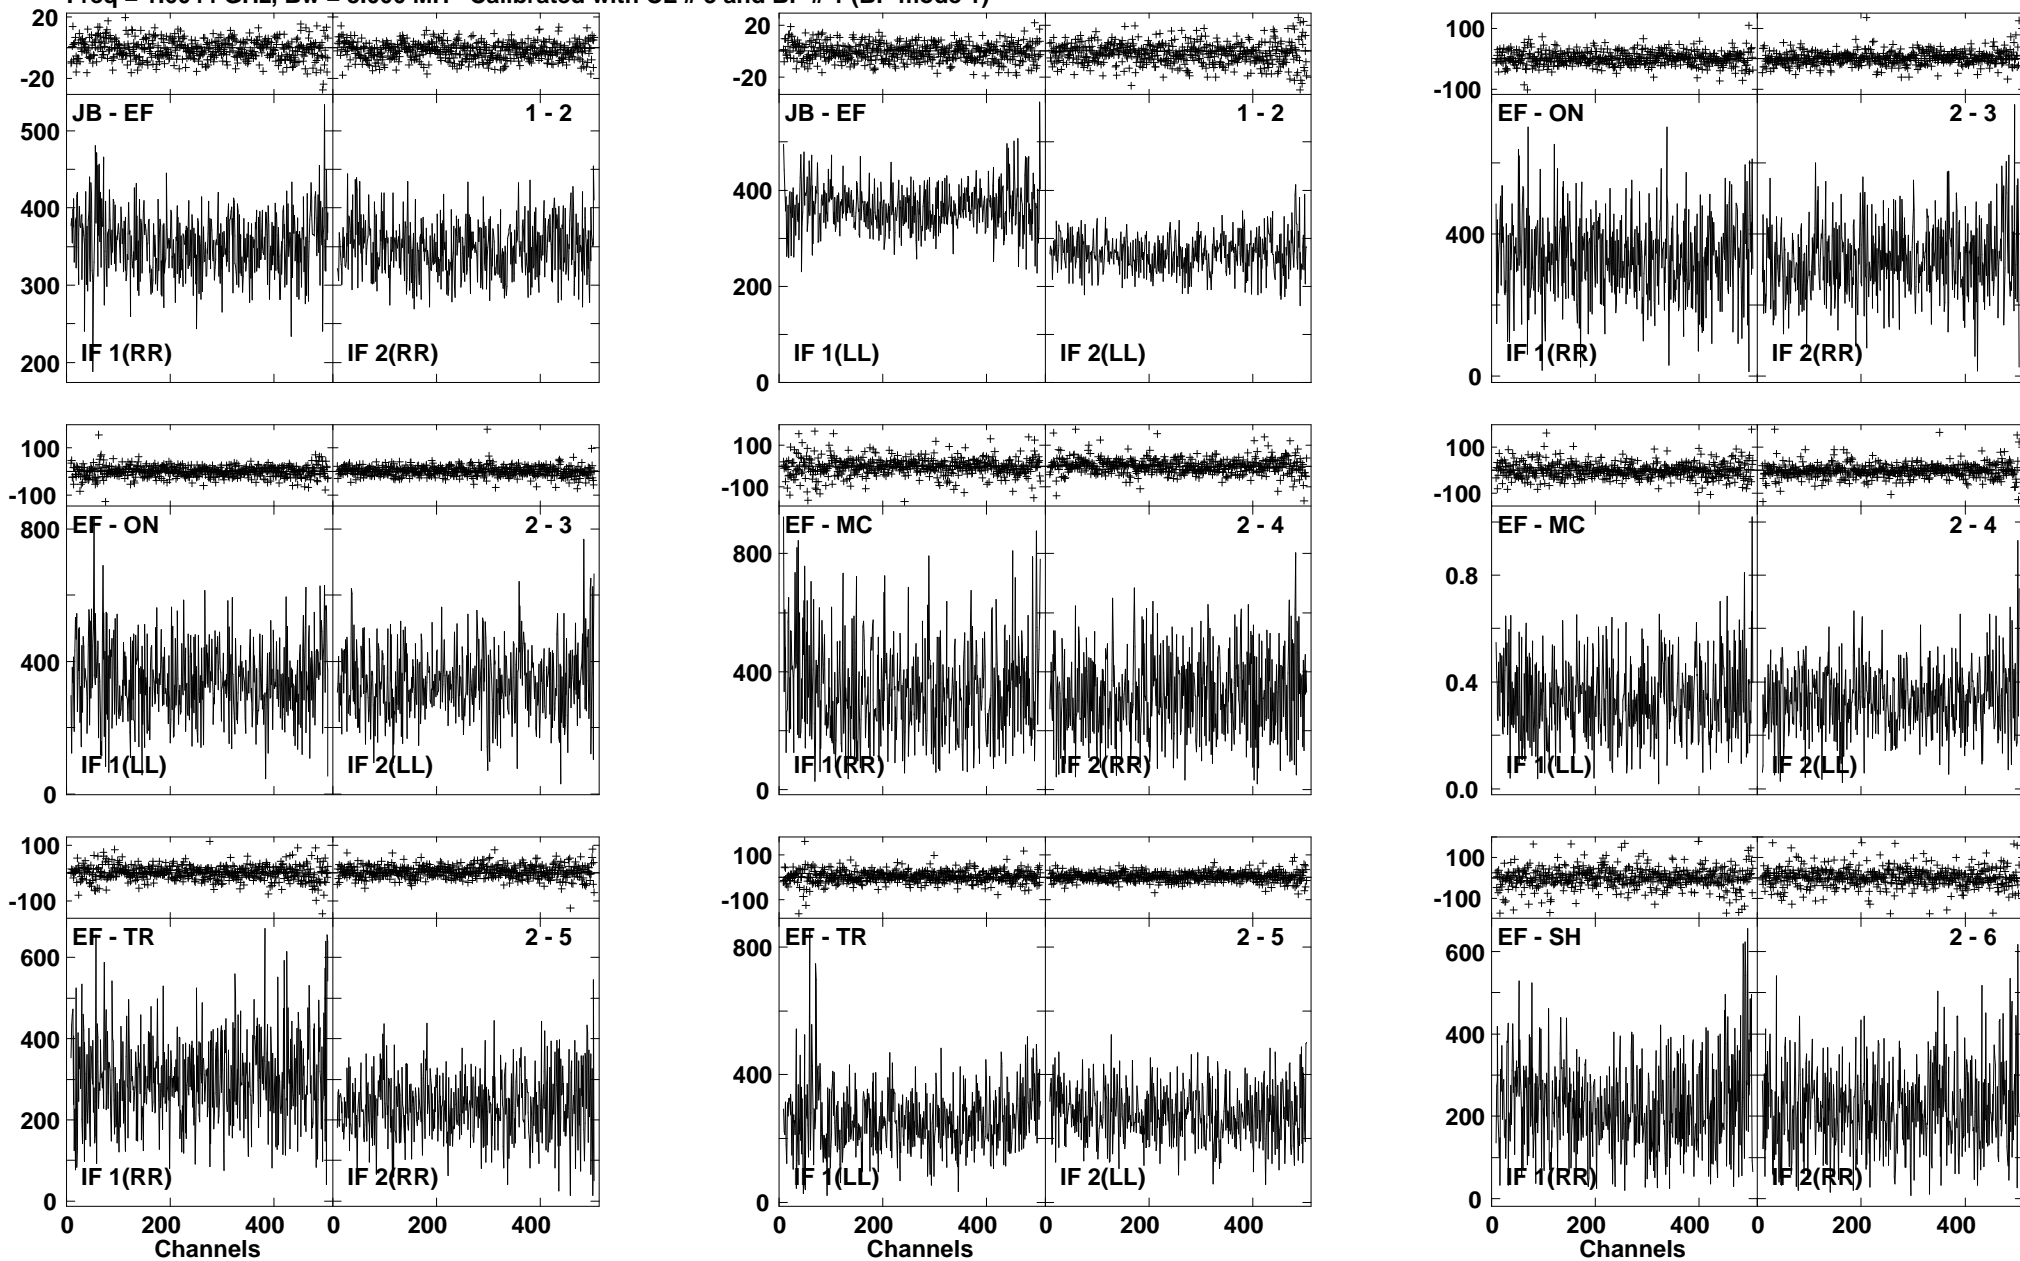 20
-20
JB - EF
1 - 2
500
400
300
200
IF 1(RR)
IF 2(RR)
20
-20
JB - EF
1 - 2
400
200
0
IF 1(LL)
IF 2(LL)
100
-100
EF - ON
2 - 3
400
0
IF 1(RR)
IF 2(RR)
100
-100
EF - ON
2 - 3
800
400
0
IF 1(LL)
IF 2(LL)
100
-100
EF - MC
2 - 4
800
400
0
IF 1(RR)
IF 2(RR)
100
-100
EF - MC
2 - 4
0.8
0.4
0.0
IF 1(LL)
IF 2(LL)
100
-100
EF - TR
2 - 5
600
400
200
0
IF 1(RR)
IF 2(RR)
0 200 400 0 200 400
Channels
100
-100
EF - TR
2 - 5
800
400
0
IF 1(LL)
IF 2(LL)
0 200 400 0 200 400
Channels
100
-100
EF - SH
2 - 6
600
400
200
0
IF 1(RR)
IF 2(RR)
0 200 400 0 200 400
Channels